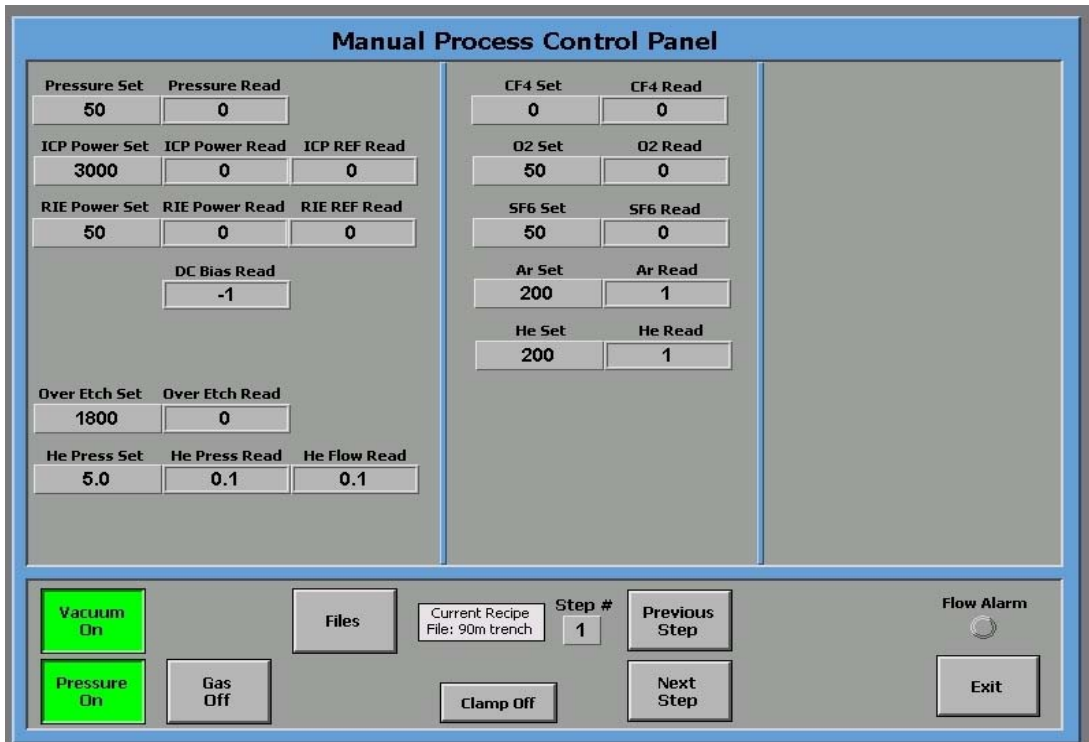 Manual Process Control Panel
Pressure Set Pressure Read
50 0
ICP Power Set ICP Power Read ICP REF Read
3000 0 0
RIE Power Set RIE Power Read RIE REF Read
50 0 0
DC Bias Read
-1
Over Etch Set Over Etch Read
1800 0
He Press Set He Press Read He Flow Read
5.0 0.1 0.1
CF4 Set CF4 Read
0 0
O2 Set O2 Read
50 0
SF6 Set SF6 Read
50 0
Ar Set Ar Read
200 1
He Set He Read
200 1
Vacuum
On
Files
Current Recipe
File: 90m trench
Step #
1
Previous
Step
Flow Alarm
Pressure
On
Gas
Off
Clamp Off
Next
Step
Exit